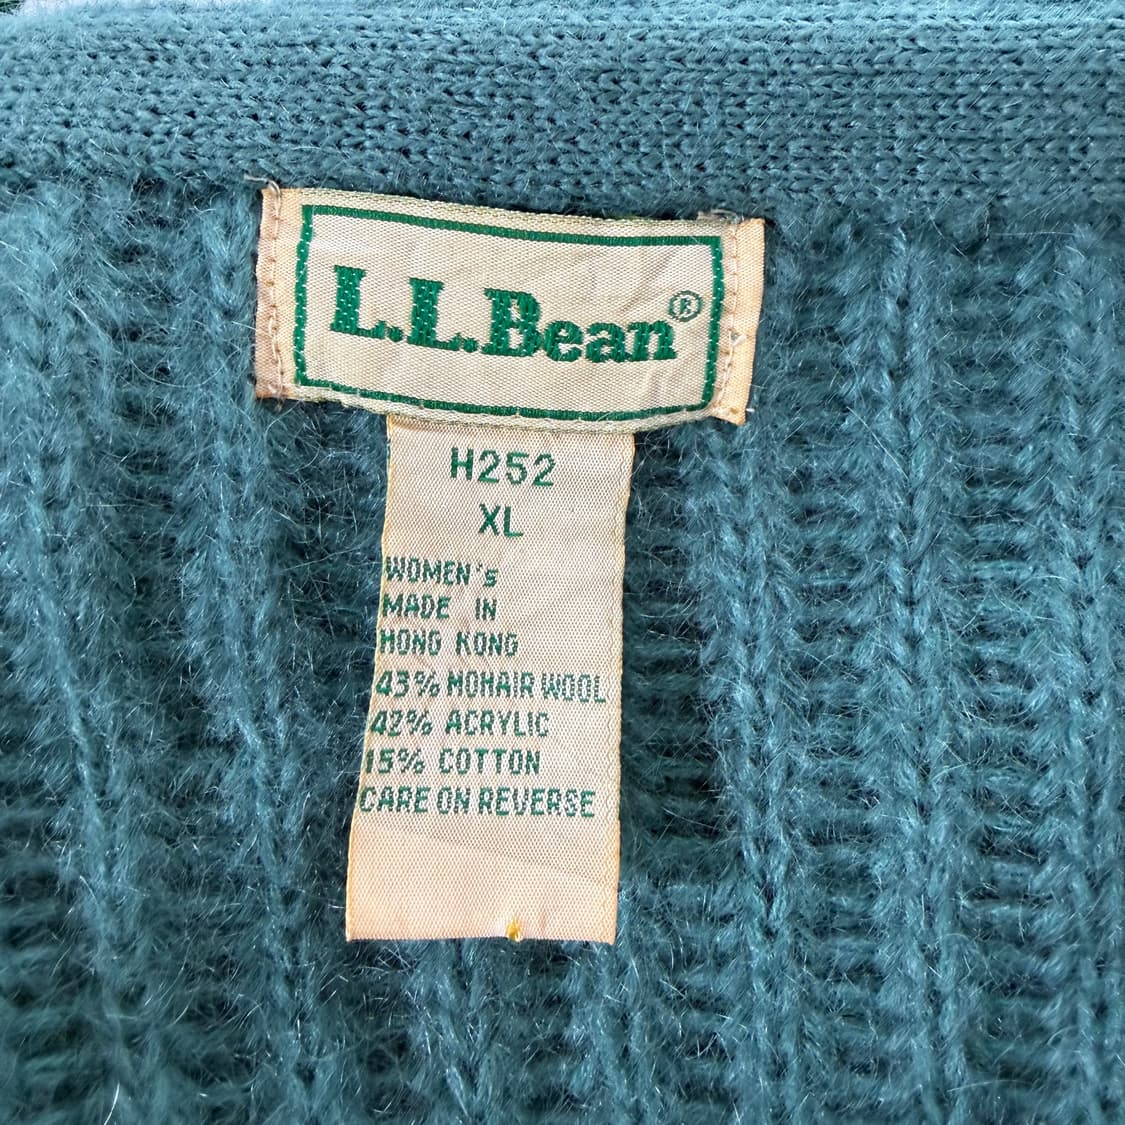 L.L.Bean®
H252
XL
WOMEN's
MADE IN
HONG KONG
43% MOHAIR WOOL
42% ACRYLIC
15% COTTON
CARE ON REVERSE